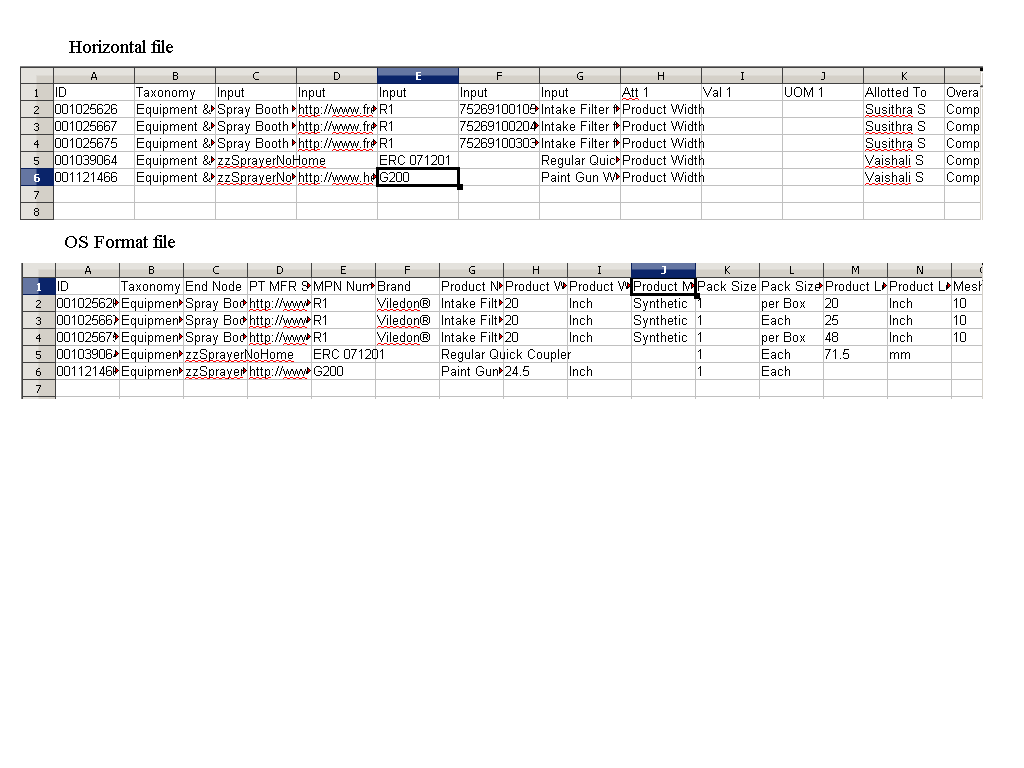 Horizontal file
A B C D E F G H I J K
1 ID Taxonomy Input Input Input Input Input Att 1 Val 1 UOM 1 Allotted To Overa
2 001025626 Equipment & Spray Booth http://www.fr R1 75269100105 Intake Filter f Product Width Susithra S Comp
3 001025667 Equipment & Spray Booth http://www.fr R1 75269100204 Intake Filter f Product Width Susithra S Comp
4 001025675 Equipment & Spray Booth http://www.fr R1 75269100303 Intake Filter f Product Width Susithra S Comp
5 001039064 Equipment & zzSprayerNoHome ERC 071201 Regular Quic Product Width Vaishali S Comp
6 001121466 Equipment & zzSprayerNo http://www.he G200 Paint Gun W Product Width Vaishali S Comp
7
8
OS Format file
A B C D E F G H I J K L M N
1 ID Taxonomy End Node PT MFR S MPN Num Brand Product N Product W Product W Product M Pack Size Pack Size Product L Product L Mesh
2 00102562 Equipmen Spray Boo http://www R1 Viledon® Intake Filt 20 Inch Synthetic 1 per Box 20 Inch 10
3 00102566 Equipmen Spray Boo http://www R1 Viledon® Intake Filt 20 Inch Synthetic 1 Each 25 Inch 10
4 00102567 Equipmen Spray Boo http://www R1 Viledon® Intake Filt 20 Inch Synthetic 1 per Box 48 Inch 10
5 00103906 Equipmen zzSprayerNoHome ERC 071201 Regular Quick Coupler 1 Each 71.5 mm
6 00112146 Equipmen zzSprayer http://www G200 Paint Gun 24.5 Inch 1 Each
7